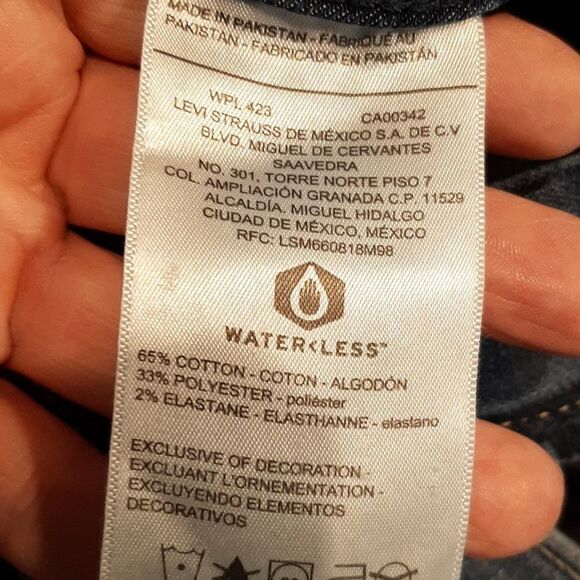 MADE IN PAKISTAN - FABRIQUÉ AU
PAKISTAN - FABRICADO EN PAKISTÁN
WPL 423 CA00342
LEVI STRAUSS DE MÉXICO S.A. DE C.V
BLVD. MIGUEL DE CERVANTES
SAAVEDRA
NO. 301, TORRE NORTE PISO 7
COL. AMPLIACIÓN GRANADA C.P. 11529
ALCALDÍA. MIGUEL HIDALGO
CIUDAD DE MÉXICO, MÉXICO
RFC: LSM660818M98
WATER<LESS™
65% COTTON - COTON - ALGODÓN
33% POLYESTER - poliéster
2% ELASTANE - ELASTHANNE - elastano
EXCLUSIVE OF DECORATION -
EXCLUANT L'ORNEMENTATION -
EXCLUYENDO ELEMENTOS
DECORATIVOS